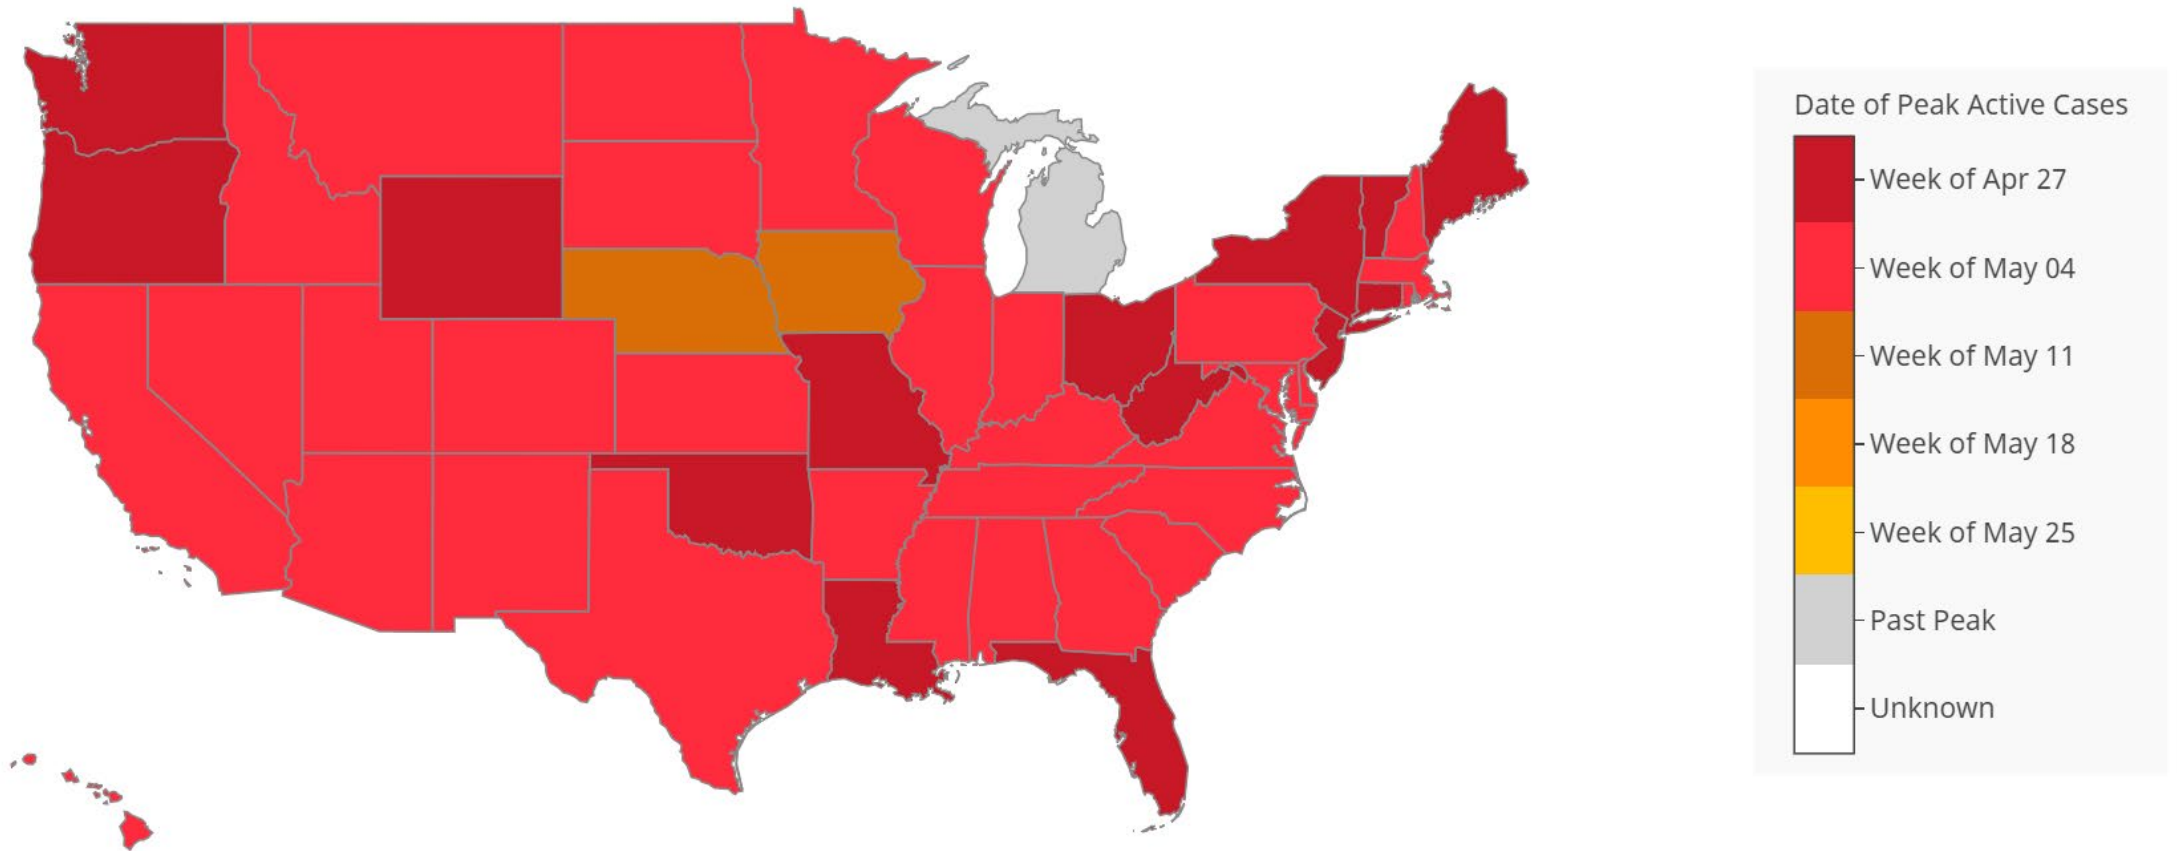 Date of Peak Active Cases
Week of Apr 27
Week of May 04
Week of May 11
Week of May 18
Week of May 25
Past Peak
Unknown